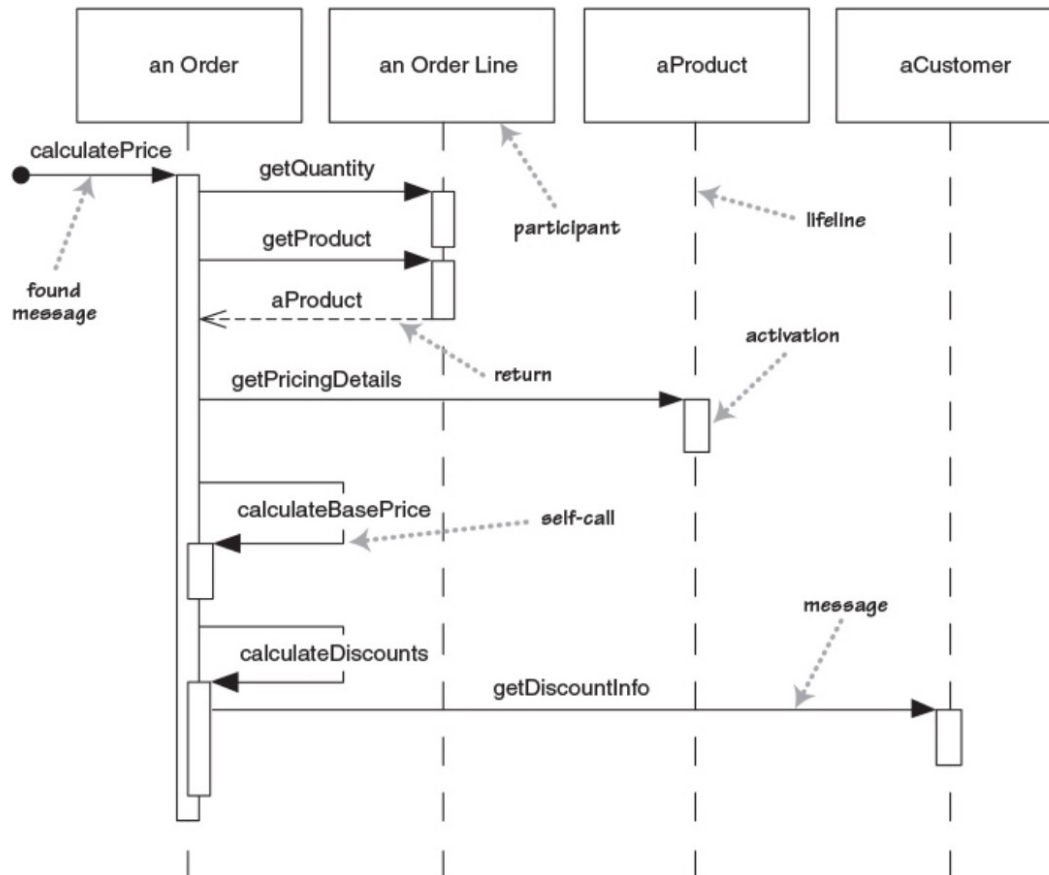 an Order
an Order Line
aProduct
aCustomer
calculatePrice
getQuantity
participant
lifeline
getProduct
found
message
aProduct
return
activation
getPricingDetails
calculateBasePrice
self-call
message
calculateDiscounts
getDiscountInfo